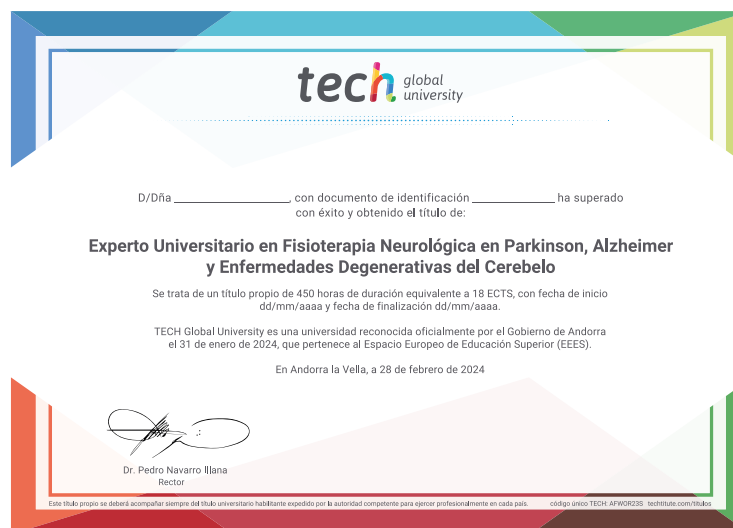 tech global university
D/Dña ____________________, con documento de identificación ______________ ha superado
con éxito y obtenido el título de:
Experto Universitario en Fisioterapia Neurológica en Parkinson, Alzheimer
y Enfermedades Degenerativas del Cerebelo
Se trata de un título propio de 450 horas de duración equivalente a 18 ECTS, con fecha de inicio
dd/mm/aaaa y fecha de finalización dd/mm/aaaa.
TECH Global University es una universidad reconocida oficialmente por el Gobierno de Andorra
el 31 de enero de 2024, que pertenece al Espacio Europeo de Educación Superior (EEES).
En Andorra la Vella, a 28 de febrero de 2024
Dr. Pedro Navarro Illana
Rector
Este título propio se deberá acompañar siempre del título universitario habilitante expedido por la autoridad competente para ejercer profesionalmente en cada país. código único TECH: AFWOR23S techtitute.com/titulos